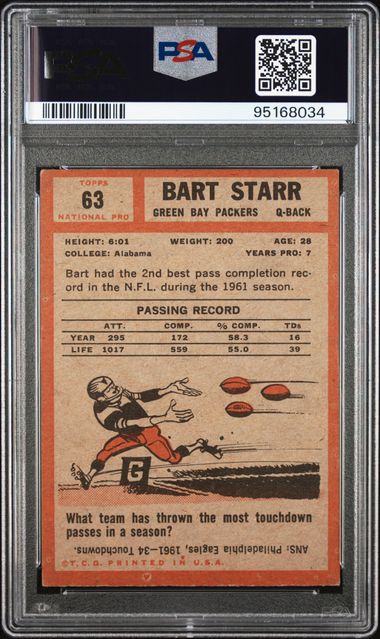 PSA
95168034
TOPPS
63
NATIONAL PRO
BART STARR
GREEN BAY PACKERS Q-BACK
HEIGHT: 6:01 WEIGHT: 200 AGE: 28
COLLEGE: Alabama YEARS PRO: 7
Bart had the 2nd best pass completion rec-
ord in the N.F.L. during the 1961 season.
PASSING RECORD
ATT. COMP. % COMP. TDs
YEAR 295 172 58.3 16
LIFE 1017 559 55.0 39
G
What team has thrown the most touchdown
passes in a season?
ANS: Philadelphia Eagles, 1961—34 Touchdowns.
©T.C.G. PRINTED IN U.S.A.